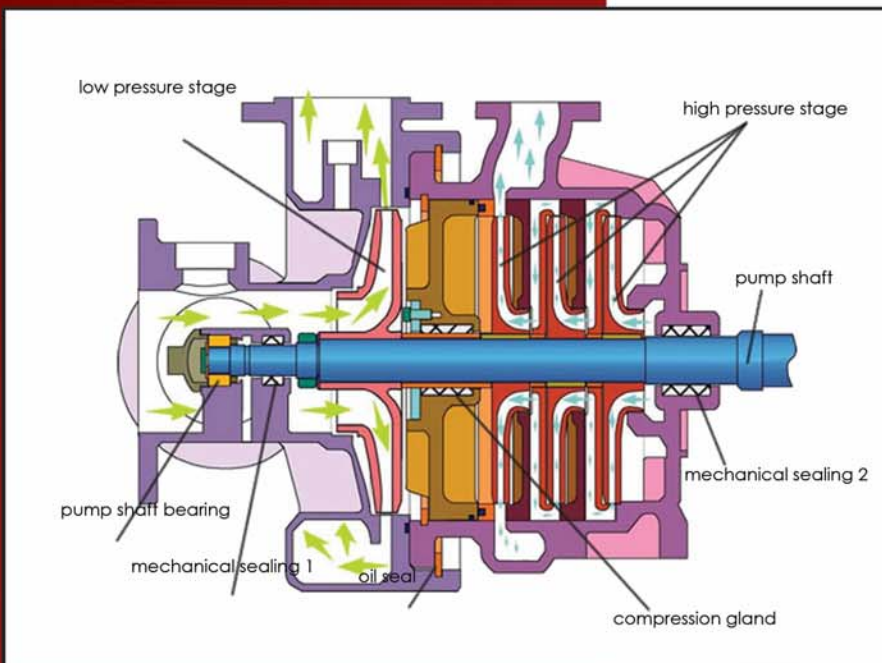 low pressure stage
high pressure stage
pump shaft
mechanical sealing 2
pump shaft bearing
mechanical sealing 1
oil seal
compression gland